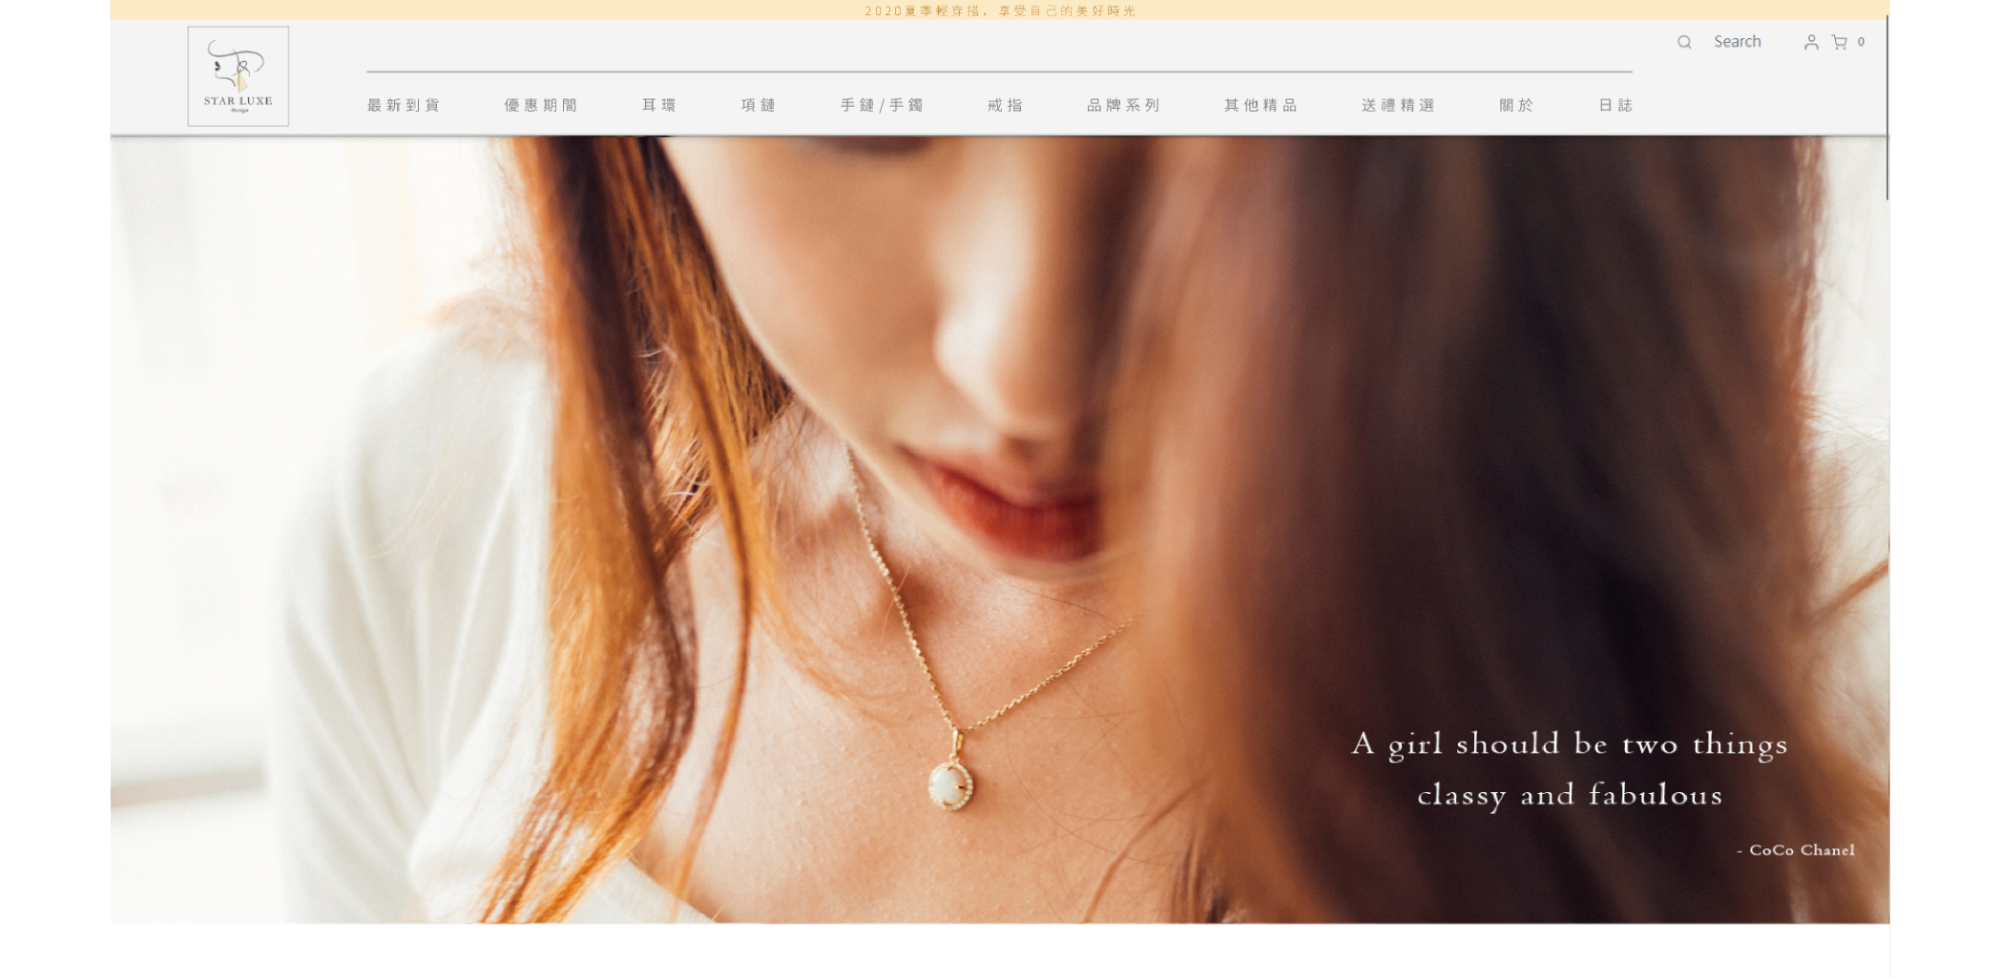 2020夏季輕穿搭，享受自己的美好時光
STAR LUXE
design
Search
0
最新到貨 優惠期間 耳環 項鏈 手鏈/手鐲 戒指 品牌系列 其他精品 送禮精選 關於 日誌
A girl should be two things
classy and fabulous
- CoCo Chanel